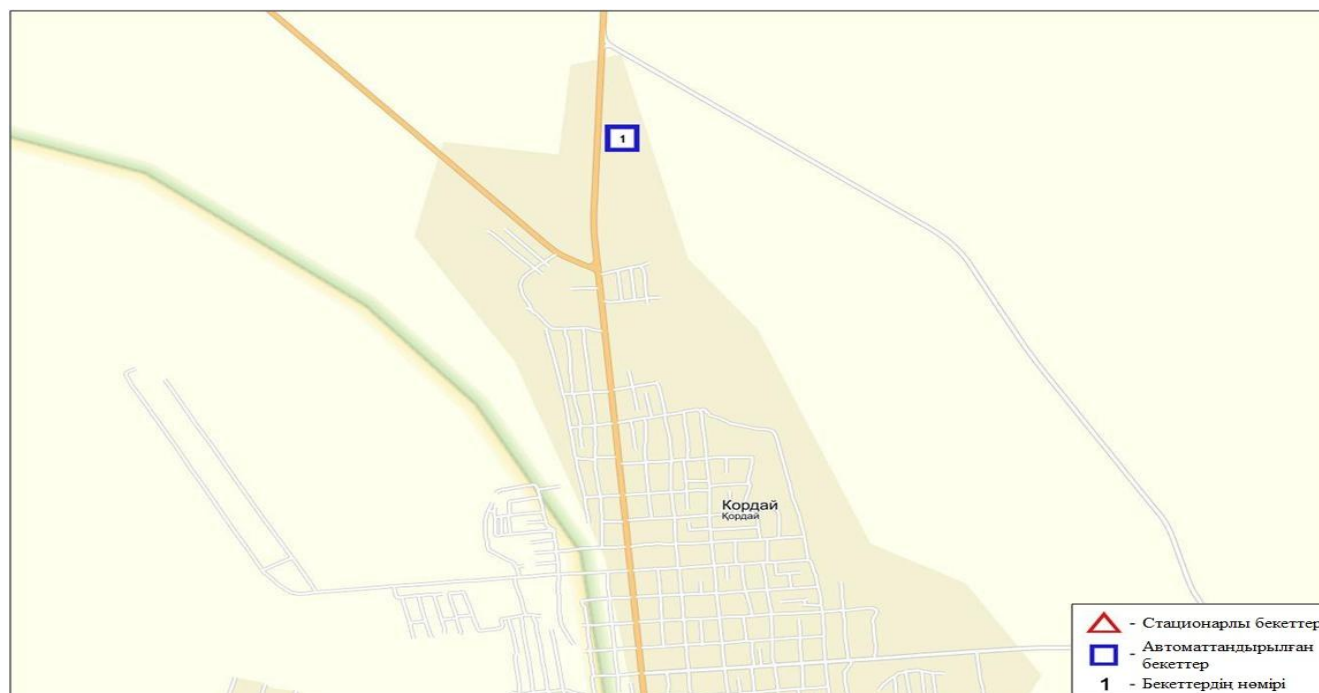 1
Кордай
Қордай
- Стационарлы бекеттер
- Автоматтандырылған
бекеттер
1 - Бекеттердің нөмірі